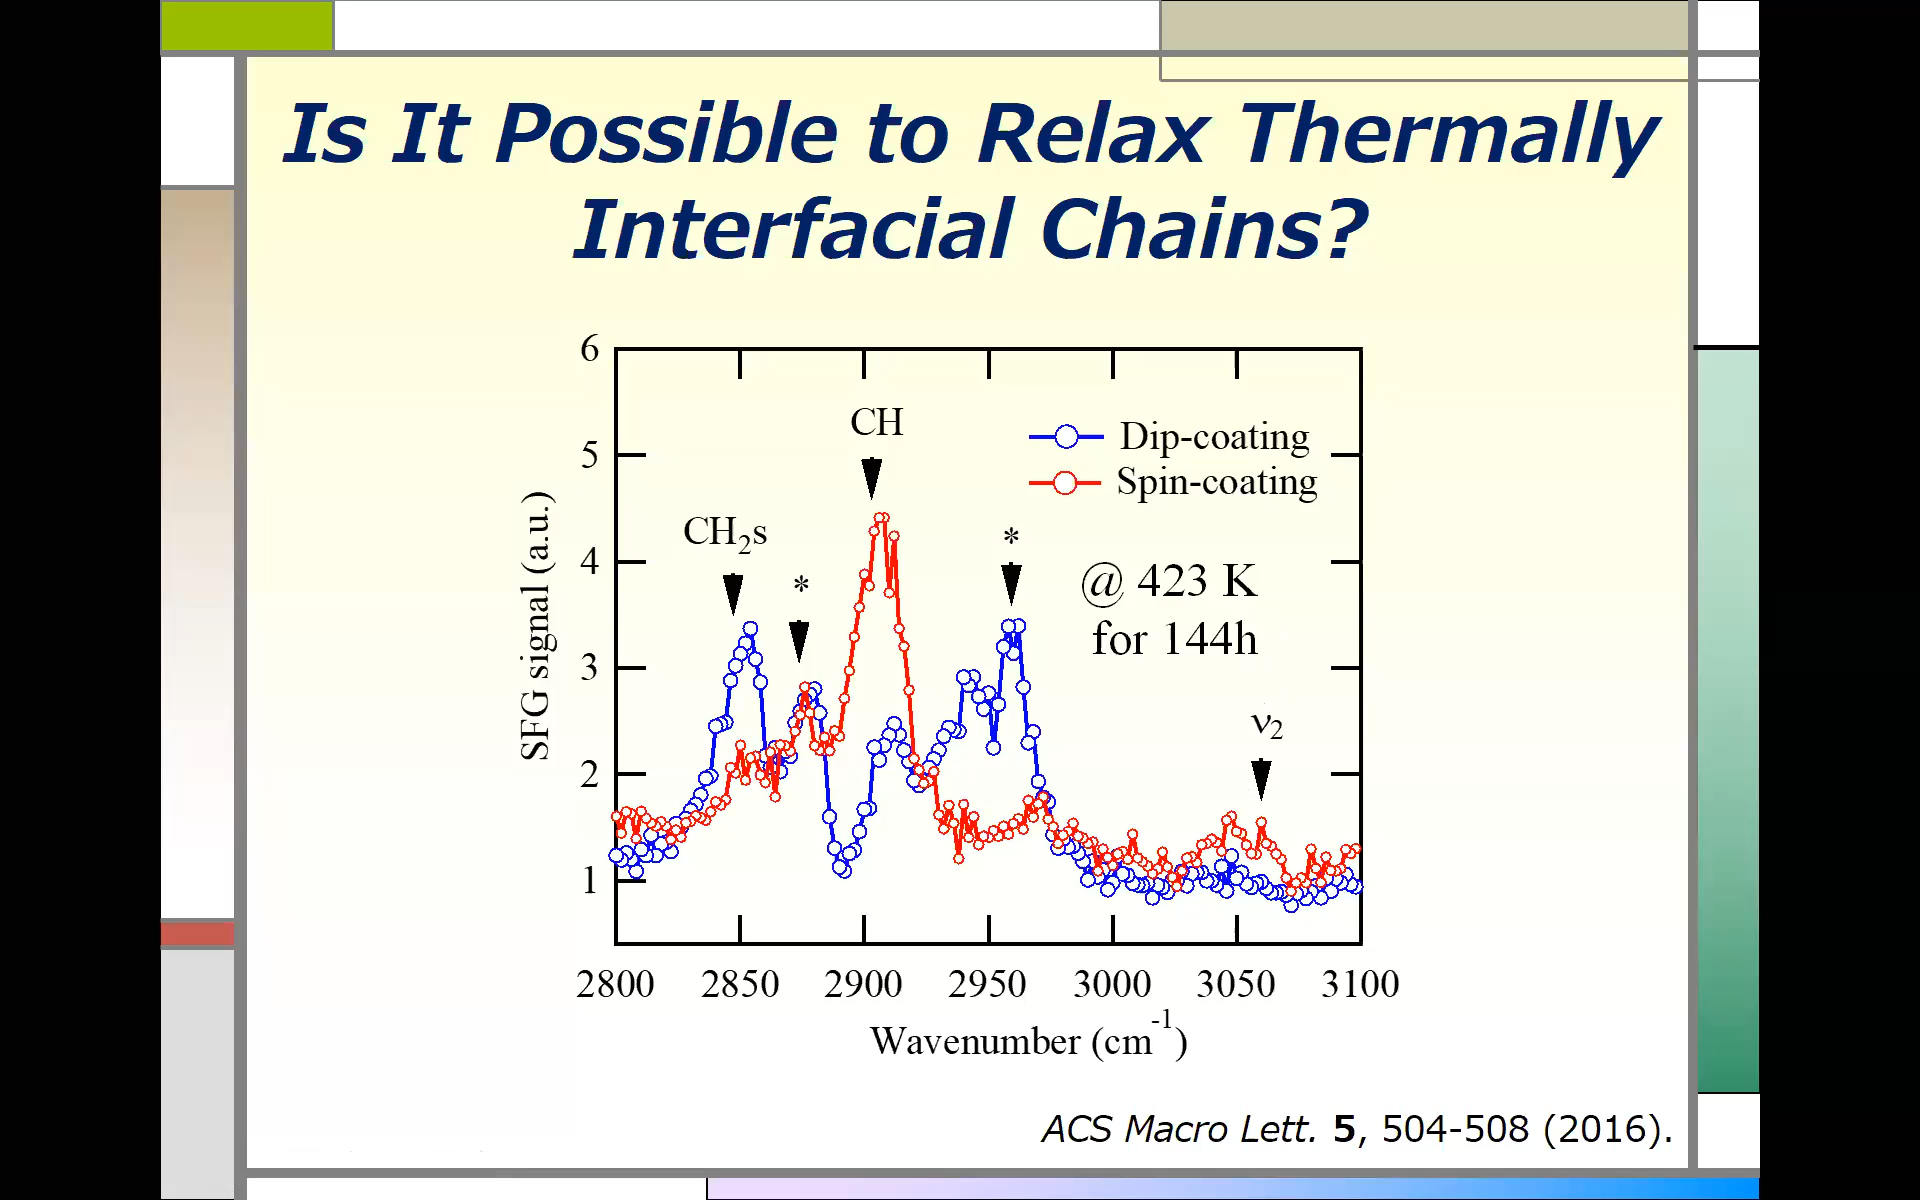 Is It Possible to Relax Thermally
Interfacial Chains?
6
5
4
3
2
1
SFG signal (a.u.)
CH₂s
*
CH
*
ν₂
Dip-coating
Spin-coating
@ 423 K
for 144h
2800 2850 2900 2950 3000 3050 3100
Wavenumber (cm⁻¹)
ACS Macro Lett. 5, 504-508 (2016).